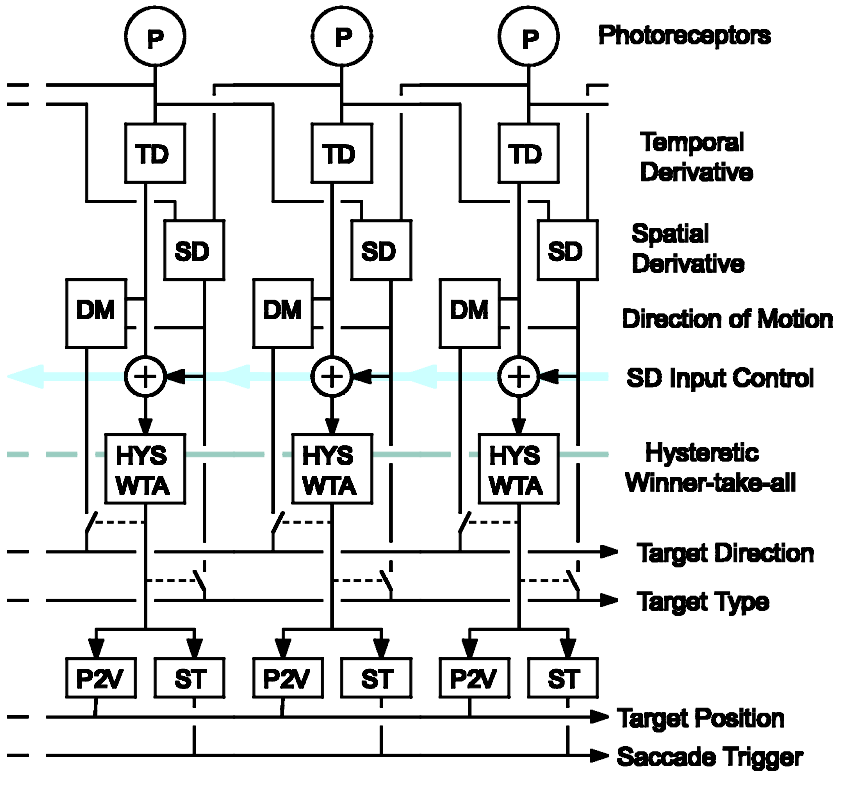 P P P Photoreceptors
TD TD TD Temporal
Derivative
SD SD SD Spatial
Derivative
DM DM DM Direction of Motion
+ + + SD Input Control
HYS HYS HYS Hysteretic
WTA WTA WTA Winner-take-all
Target Direction
Target Type
P2V ST P2V ST P2V ST
Target Position
Saccade Trigger